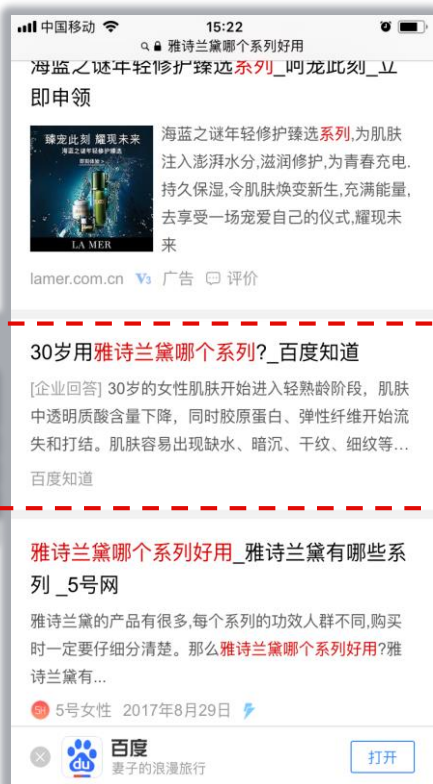 中国移动 15:22
雅诗兰黛哪个系列好用
海蓝之谜年轻修护臻选系列_呵宠此刻_立
即申领
臻宠此刻 耀现未来
海蓝之谜年轻修护臻选
LA MER
海蓝之谜年轻修护臻选系列,为肌肤
注入澎湃水分,滋润修护,为青春充电.
持久保湿,令肌肤焕变新生,充满能量,
去享受一场宠爱自己的仪式,耀现未
来
lamer.com.cn V3 广告 评价
30岁用雅诗兰黛哪个系列?_百度知道
[企业回答] 30岁的女性肌肤开始进入轻熟龄阶段，肌肤
中透明质酸含量下降，同时胶原蛋白、弹性纤维开始流
失和打结。肌肤容易出现缺水、暗沉、干纹、细纹等...
百度知道
雅诗兰黛哪个系列好用_雅诗兰黛有哪些系
列 _5号网
雅诗兰黛的产品有很多,每个系列的功效人群不同,购买
时一定要仔细分清楚。那么雅诗兰黛哪个系列好用?雅
诗兰黛有...
5H 5号女性 2017年8月29日
du 百度
妻子的浪漫旅行
打开